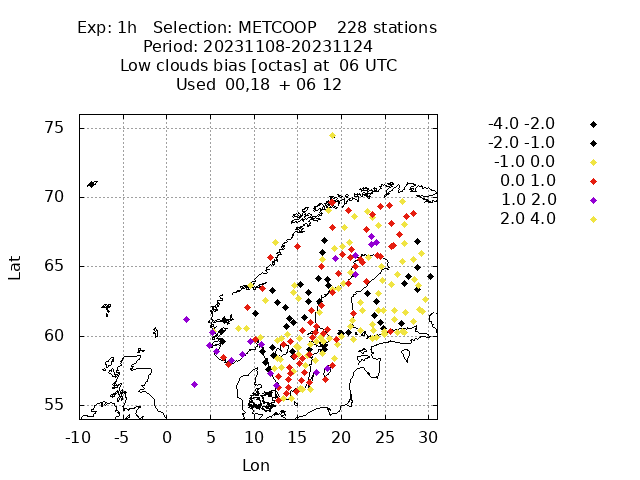 Exp: 1h   Selection: METCOOP    228 stations
Period: 20231108-20231124
Low clouds bias [octas] at  06 UTC
Used  00,18  + 06 12
75
70
65
60
55
-10 -5 0 5 10 15 20 25 30
Lat
Lon
-4.0 -2.0
-2.0 -1.0
-1.0 0.0
0.0 1.0
1.0 2.0
2.0 4.0